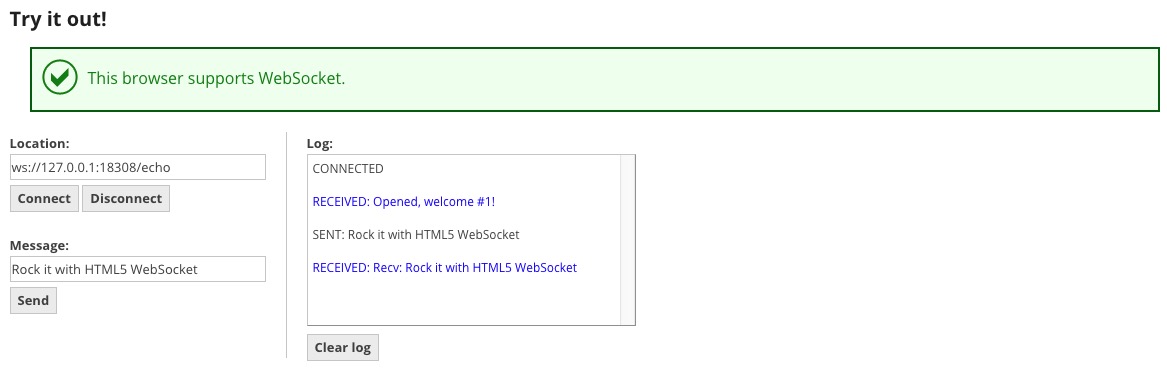 Try it out!
This browser supports WebSocket.
Location:
ws://127.0.0.1:18308/echo
Connect Disconnect
Message:
Rock it with HTML5 WebSocket
Send
Log:
CONNECTED
RECEIVED: Opened, welcome #1!
SENT: Rock it with HTML5 WebSocket
RECEIVED: Recv: Rock it with HTML5 WebSocket
Clear log